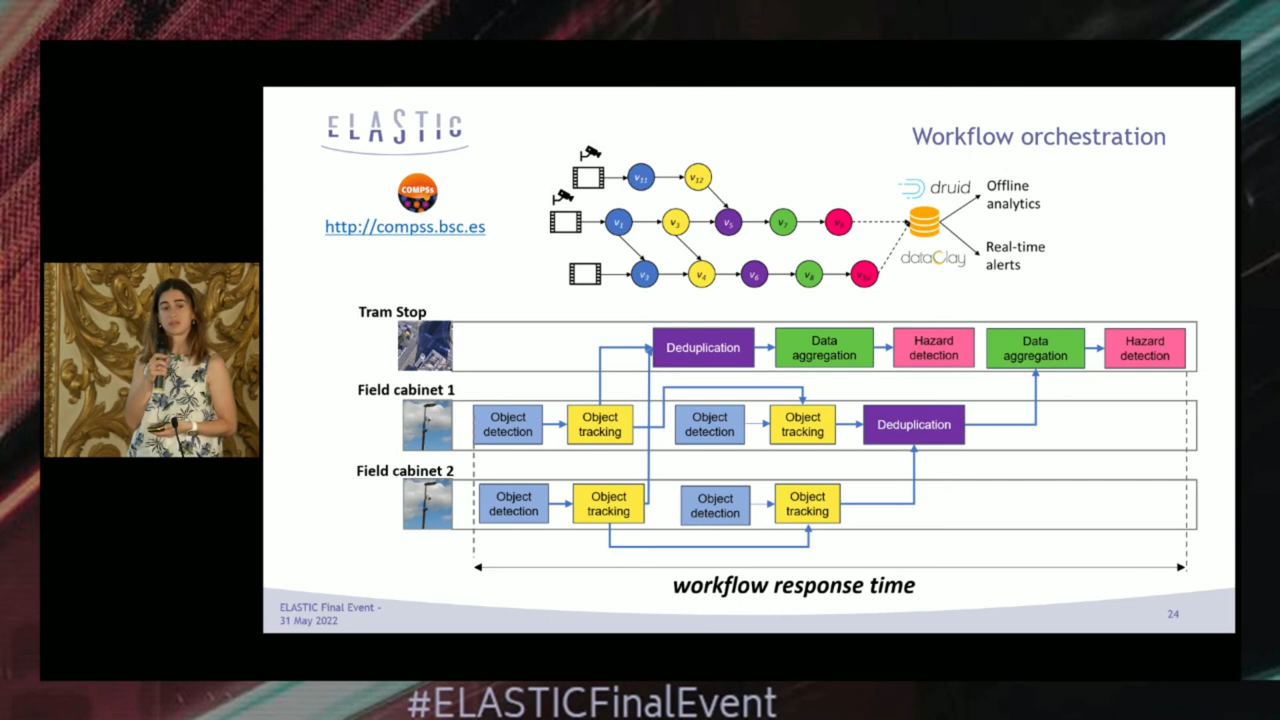 ELASTIC
Workflow orchestration
COMPSs
http://compss.bsc.es
v11
v12
v1
v3
v5
v7
v3
v4
v6
v8
druid
dataClay
Offline
analytics
Real-time
alerts
Tram Stop
Deduplication
Data
aggregation
Hazard
detection
Data
aggregation
Hazard
detection
Field cabinet 1
Object
detection
Object
tracking
Object
detection
Object
tracking
Deduplication
Field cabinet 2
Object
detection
Object
tracking
Object
detection
Object
tracking
workflow response time
ELASTIC Final Event -
31 May 2022
24
#ELASTICFinalEvent